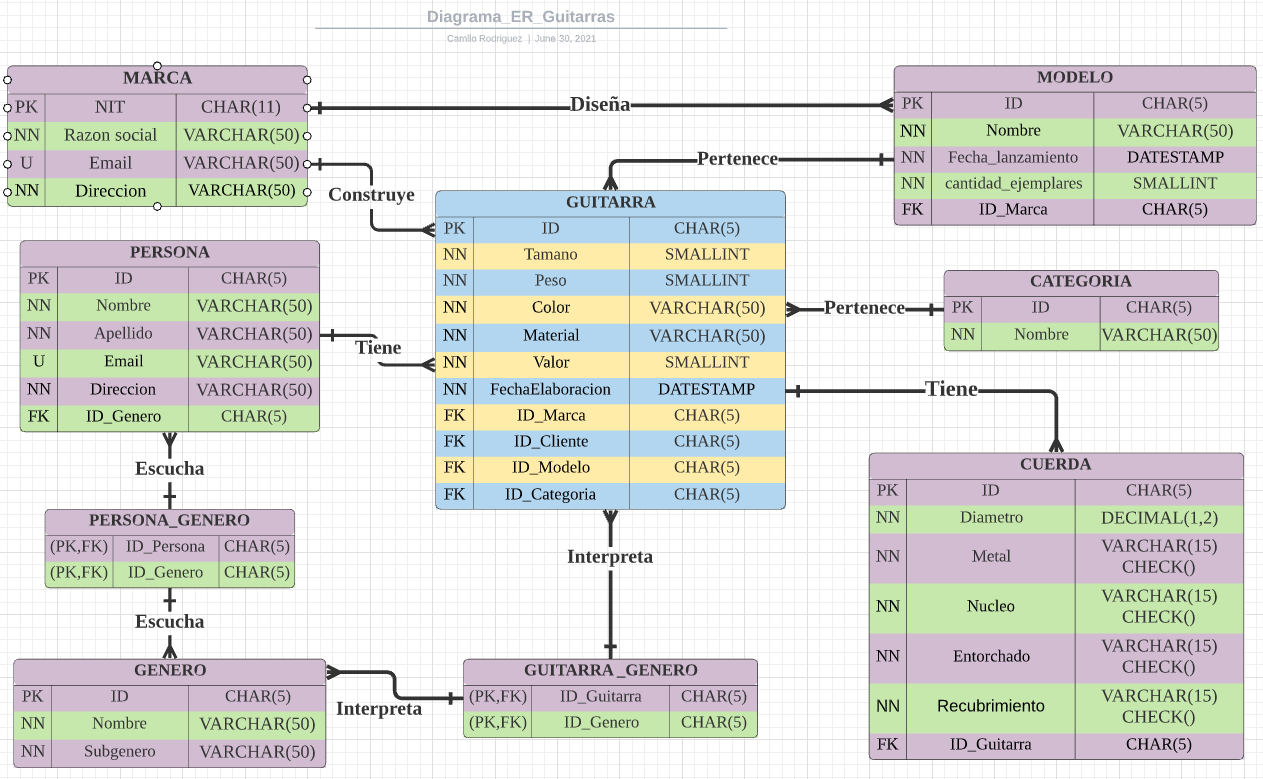 Diagrama_ER_Guitarras
Camilo Rodriguez | June 30, 2021
MARCA
PK NIT CHAR(11)
NN Razon social VARCHAR(50)
U Email VARCHAR(50)
NN Direccion VARCHAR(50)
Diseña
MODELO
PK ID CHAR(5)
NN Nombre VARCHAR(50)
NN Fecha_lanzamiento DATESTAMP
NN cantidad_ejemplares SMALLINT
FK ID_Marca CHAR(5)
Pertenece
Construye
GUITARRA
PK ID CHAR(5)
NN Tamano SMALLINT
NN Peso SMALLINT
NN Color VARCHAR(50)
NN Material VARCHAR(50)
NN Valor SMALLINT
NN FechaElaboracion DATESTAMP
FK ID_Marca CHAR(5)
FK ID_Cliente CHAR(5)
FK ID_Modelo CHAR(5)
FK ID_Categoria CHAR(5)
PERSONA
PK ID CHAR(5)
NN Nombre VARCHAR(50)
NN Apellido VARCHAR(50)
U Email VARCHAR(50)
NN Direccion VARCHAR(50)
FK ID_Genero CHAR(5)
Tiene
Pertenece
CATEGORIA
PK ID CHAR(5)
NN Nombre VARCHAR(50)
Tiene
CUERDA
PK ID CHAR(5)
NN Diametro DECIMAL(1,2)
NN Metal VARCHAR(15)
CHECK()
NN Nucleo VARCHAR(15)
CHECK()
NN Entorchado VARCHAR(15)
CHECK()
NN Recubrimiento VARCHAR(15)
CHECK()
FK ID_Guitarra CHAR(5)
Escucha
PERSONA_GENERO
(PK,FK) ID_Persona CHAR(5)
(PK,FK) ID_Genero CHAR(5)
Escucha
Interpreta
GENERO
PK ID CHAR(5)
NN Nombre VARCHAR(50)
NN Subgenero VARCHAR(50)
Interpreta
GUITARRA _GENERO
(PK,FK) ID_Guitarra CHAR(5)
(PK,FK) ID_Genero CHAR(5)